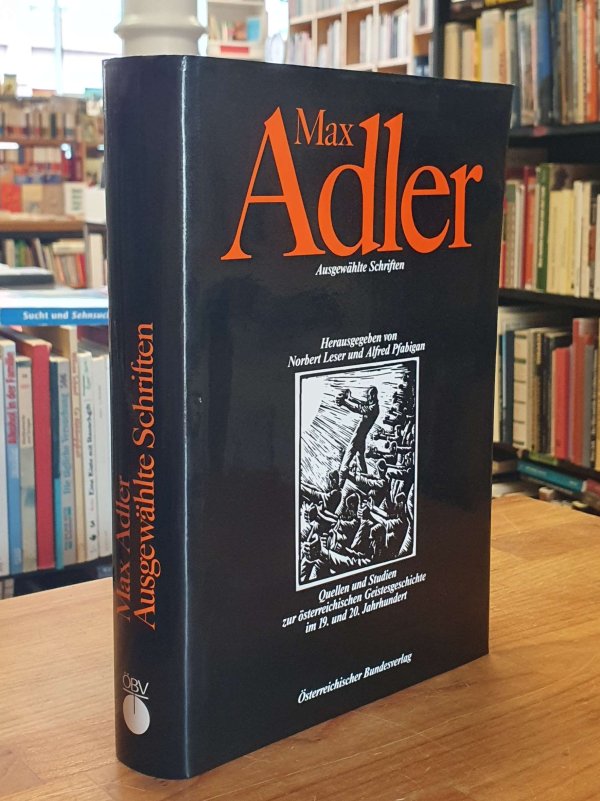 Max
Adler
Ausgewählte Schriften
Herausgegeben von
Norbert Leser und Alfred Pfabigan
Quellen und Studien
zur österreichischen Geistesgeschichte
im 19. und 20. Jahrhundert
Österreichischer Bundesverlag
Max Adler
Ausgewählte Schriften
ÖBV
Sucht und Sehnsucht